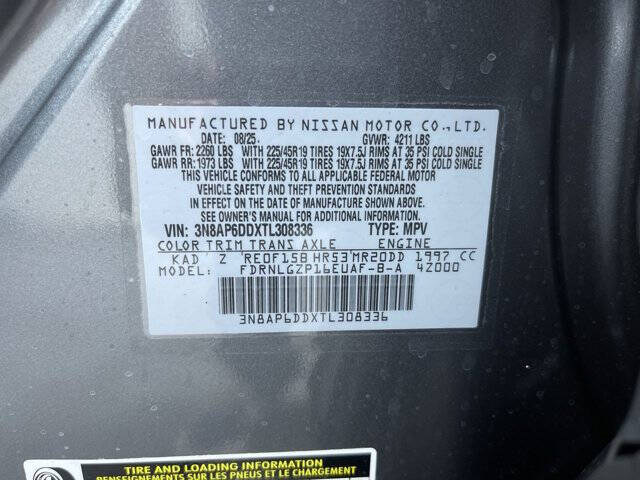 MANUFACTURED BY NISSAN MOTOR CO.,LTD.
DATE: 08/25 GVWR: 4211 LBS
GAWR FR: 2260 LBS WITH 225/45R19 TIRES 19X7.5J RIMS AT 35 PSI COLD SINGLE
GAWR RR: 1973 LBS WITH 225/45R19 TIRES 19X7.5J RIMS AT 35 PSI COLD SINGLE
THIS VEHICLE CONFORMS TO ALL APPLICABLE FEDERAL MOTOR
VEHICLE SAFETY AND THEFT PREVENTION STANDARDS
IN EFFECT ON THE DATE OF MANUFACTURE SHOWN ABOVE.
SEE OWNER'S MANUAL FOR ADDITIONAL INFORMATION.
VIN: 3N8AP6DDXTL308336 TYPE: MPV
COLOR TRIM TRANS AXLE ENGINE
KAD Z RE0F15B HR53 MR20DD 1997 CC
MODEL: FDRNLGZP16EUAF-B-A 4Z000
3N8AP6DDXTL308336
TIRE AND LOADING INFORMATION
RENSEIGNEMENTS SUR LES PNEUS ET LE CHARGEMENT